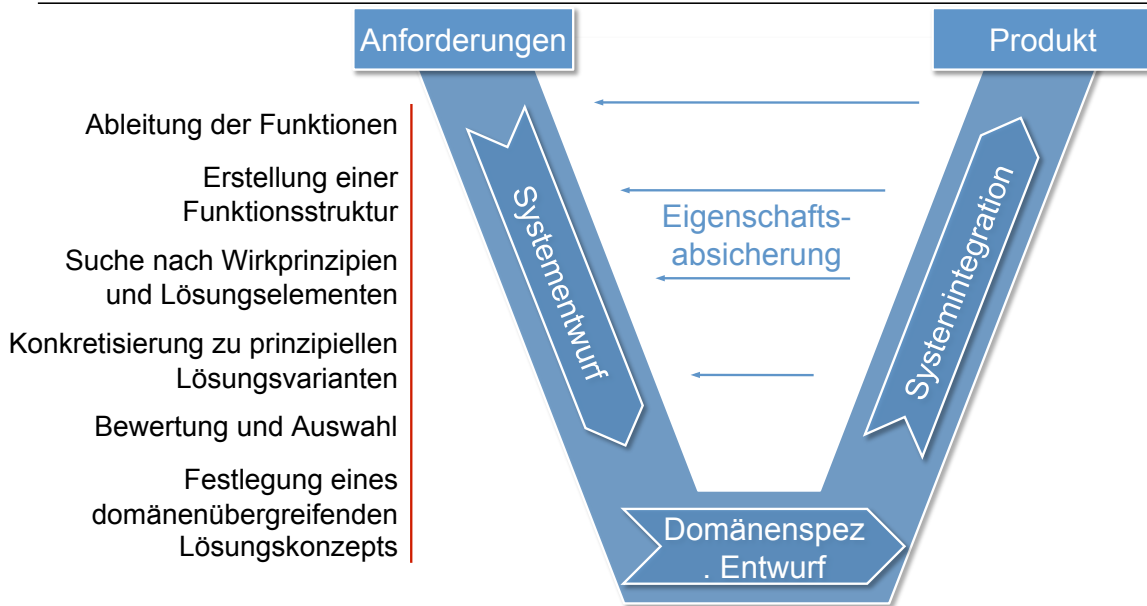 Anforderungen
Produkt
Ableitung der Funktionen
Erstellung einer
Funktionsstruktur
Suche nach Wirkprinzipien
und Lösungselementen
Konkretisierung zu prinzipiellen
Lösungsvarianten
Bewertung und Auswahl
Festlegung eines
domänenübergreifenden
Lösungskonzepts
Systementwurf
Eigenschafts-
absicherung
Systemintegration
Domänenspez
. Entwurf